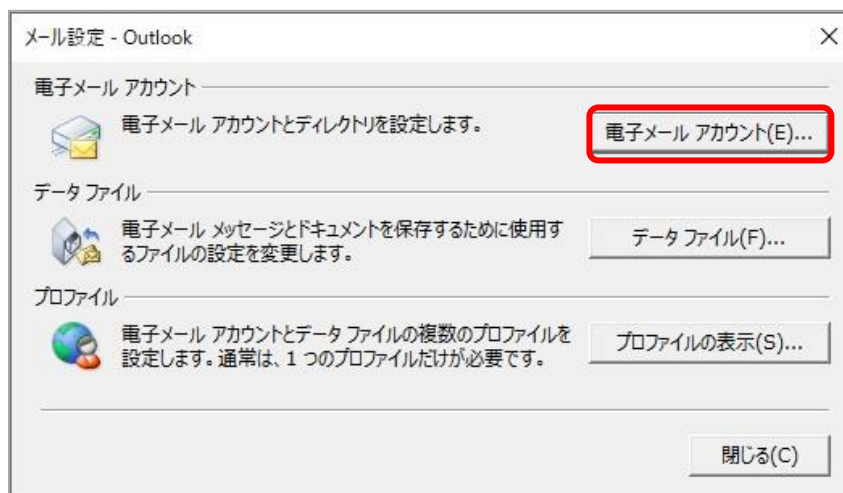 メール設定 - Outlook
電子メール アカウント
電子メール アカウントとディレクトリを設定します。
電子メール アカウント(E)...
データ ファイル
電子メール メッセージとドキュメントを保存するために使用す
るファイルの設定を変更します。
データ ファイル(F)...
プロファイル
電子メール アカウントとデータ ファイルの複数のプロファイルを
設定します。通常は、1 つのプロファイルだけが必要です。
プロファイルの表示(S)...
閉じる(C)